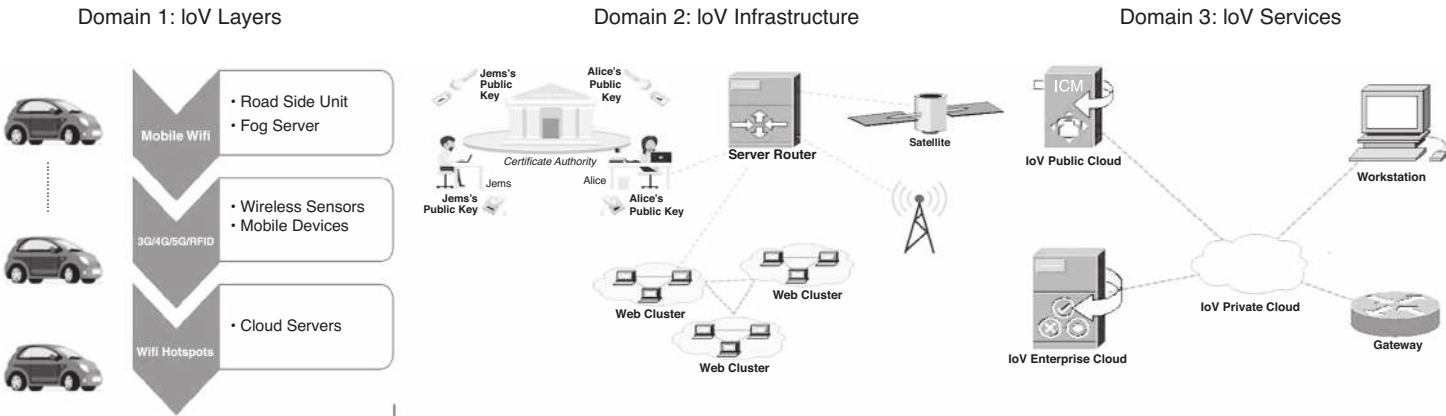 Domain 1: IoV Layers
Mobile Wifi
• Road Side Unit
• Fog Server
3G/4G/5G/RFID
• Wireless Sensors
• Mobile Devices
Wifi Hotspots
• Cloud Servers
Domain 2: IoV Infrastructure
Jems's
Public
Key
Alice's
Public
Key
Certificate Authority
Jems
Alice
Jems's
Public Key
Alice's
Public Key
Server Router
Satellite
Web Cluster
Web Cluster
Web Cluster
Domain 3: IoV Services
ICM
IoV Public Cloud
Workstation
IoV Private Cloud
IoV Enterprise Cloud
Gateway